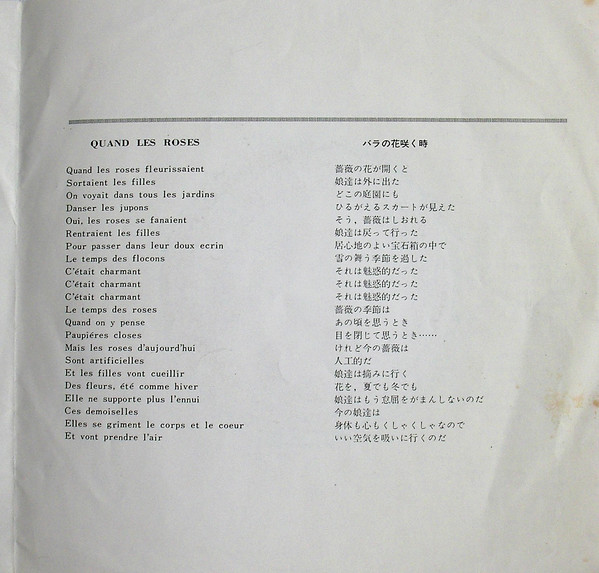 QUAND LES ROSES
Quand les roses fleurissaient
Sortaient les filles
On voyait dans tous les jardins
Danser les jupons
Oui, les roses se fanaient
Rentraient les filles
Pour passer dans leur doux ecrin
Le temps des flocons
C'était charmant
C'était charmant
C'était charmant
Le temps des roses
Quand on y pense
Paupiéres closes
Mais les roses d'aujourd'hui
Sont artificielles
Et les filles vont cueillir
Des fleurs, été comme hiver
Elle ne supporte plus l'ennui
Ces demoiselles
Elles se griment le corps et le coeur
Et vont prendre l'air
バラの花咲く時
薔薇の花が開くと
娘達は外に出た
どこの庭園にも
ひるがえるスカートが見えた
そう，薔薇はしおれる
娘達は戻って行った
居心地のよい宝石箱の中で
雪の舞う季節を過した
それは魅惑的だった
それは魅惑的だった
それは魅惑的だった
薔薇の季節は
あの頃を思うとき
目を閉じて思うとき……
けれど今の薔薇は
人工的だ
娘達は摘みに行く
花を，夏でも冬でも
娘達はもう怠屈をがまんしないのだ
今の娘達は
身体も心もくしゃくしゃなので
いい空気を吸いに行くのだ